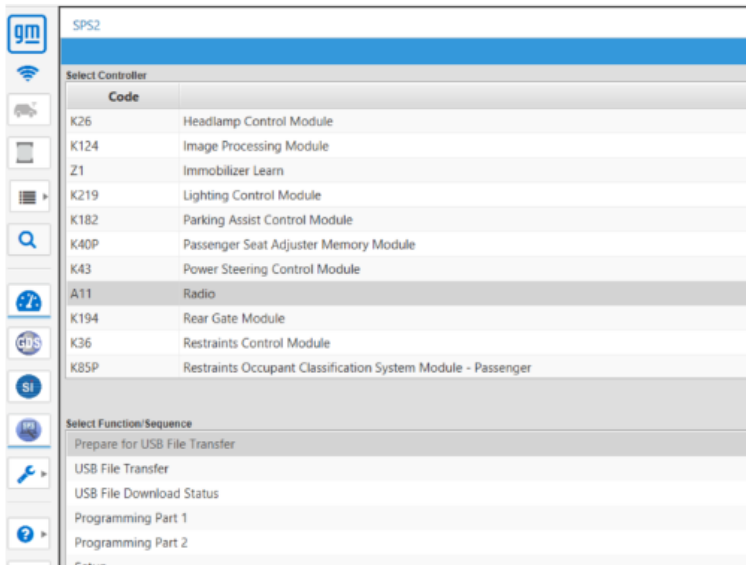 gm
SPS2
Select Controller
Code
K26 Headlamp Control Module
K124 Image Processing Module
Z1 Immobilizer Learn
K219 Lighting Control Module
K182 Parking Assist Control Module
K40P Passenger Seat Adjuster Memory Module
K43 Power Steering Control Module
A11 Radio
K194 Rear Gate Module
K36 Restraints Control Module
K85P Restraints Occupant Classification System Module - Passenger
GDS
SI
SPS
?
Select Function/Sequence
Prepare for USB File Transfer
USB File Transfer
USB File Download Status
Programming Part 1
Programming Part 2